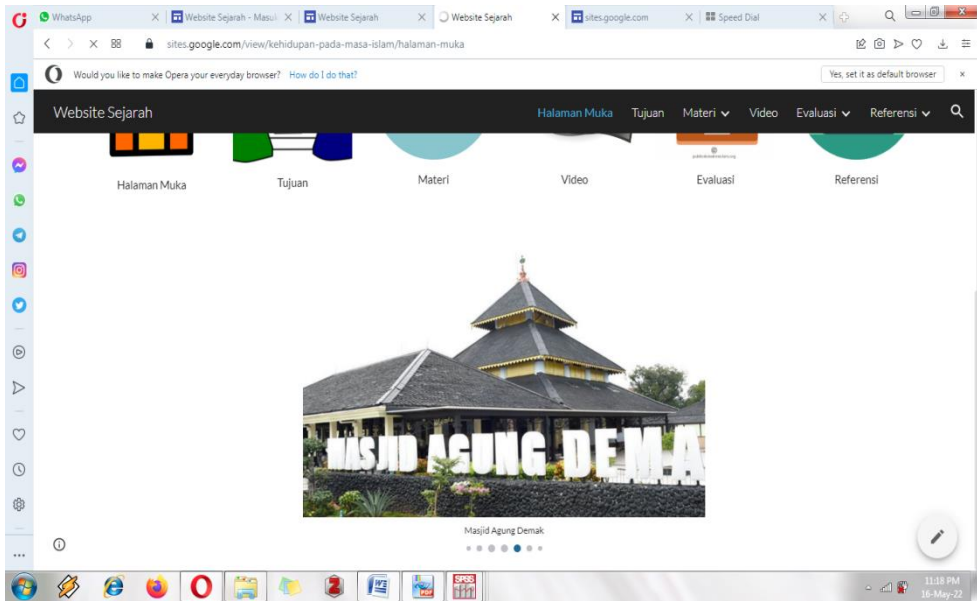 WhatsApp
Website Sejarah - Masuk
Website Sejarah
Website Sejarah
sites.google.com
Speed Dial
sites.google.com/view/kehidupan-pada-masa-islam/halaman-muka
Would you like to make Opera your everyday browser? How do I do that?
Yes, set it as default browser
Website Sejarah
Halaman Muka
Tujuan
Materi
Video
Evaluasi
Referensi
Halaman Muka
Tujuan
Materi
Video
Evaluasi
Referensi
MASJID AGUNG DEMA
Masjid Agung Demak
PDF
SPSS
11:18 PM
16-May-22